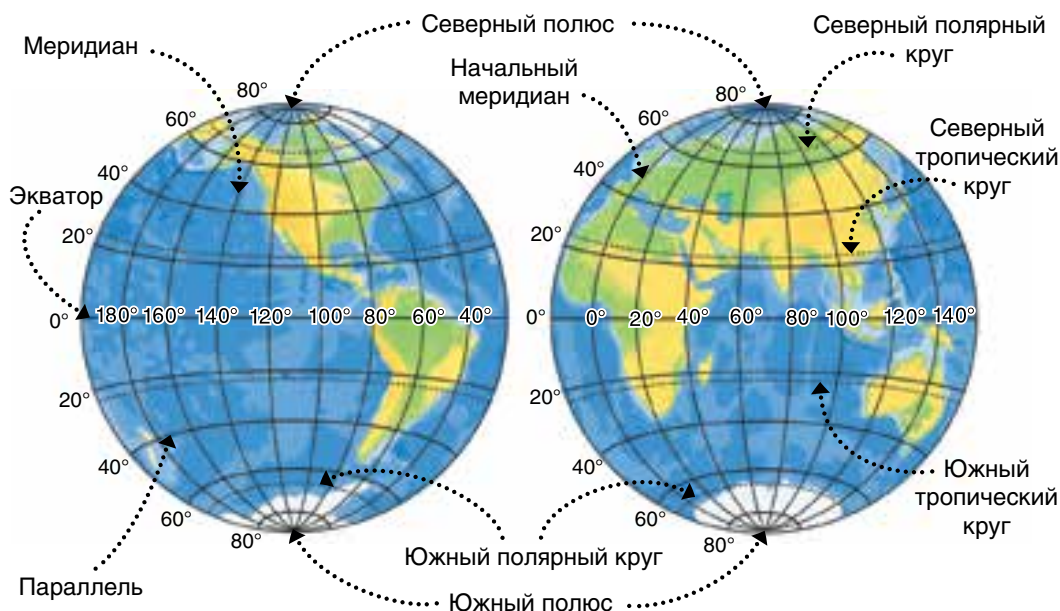 Северный полюс
Северный полярный
круг
Меридиан
Начальный
меридиан
80°
80°
60°
60°
Северный
тропический
круг
40°
40°
Экватор
20°
20°
0° 180° 160° 140° 120° 100° 80° 60° 40°
0° 0° 20° 40° 60° 80° 100° 120° 140°
20°
20°
40°
40°
Южный
тропический
круг
60°
60°
80°
80°
Южный полярный круг
Параллель
Южный полюс